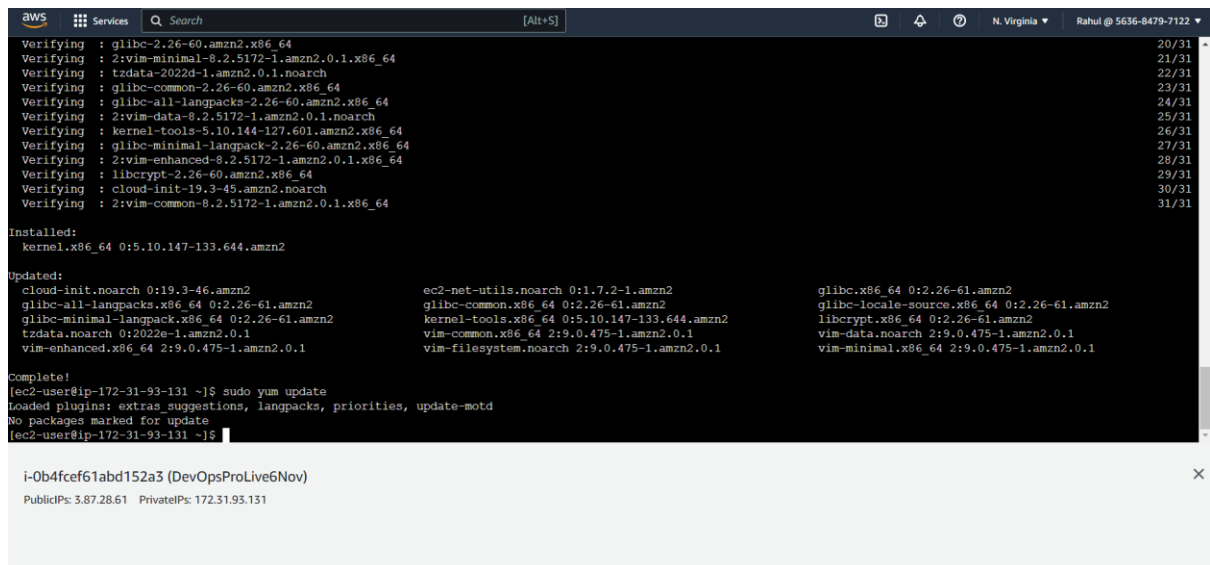 aws Services Search [Alt+S] N. Virginia ▼ Rahul @ 5636-8479-7122 ▼
Verifying : glibc-2.26-60.amzn2.x86_64 20/31
Verifying : 2:vim-minimal-8.2.5172-1.amzn2.0.1.x86_64 21/31
Verifying : tzdata-2022d-1.amzn2.0.1.noarch 22/31
Verifying : glibc-common-2.26-60.amzn2.x86_64 23/31
Verifying : glibc-all-langpacks-2.26-60.amzn2.x86_64 24/31
Verifying : 2:vim-data-8.2.5172-1.amzn2.0.1.noarch 25/31
Verifying : kernel-tools-5.10.144-127.601.amzn2.x86_64 26/31
Verifying : glibc-minimal-langpack-2.26-60.amzn2.x86_64 27/31
Verifying : 2:vim-enhanced-8.2.5172-1.amzn2.0.1.x86_64 28/31
Verifying : libcrypt-2.26-60.amzn2.x86_64 29/31
Verifying : cloud-init-19.3-45.amzn2.noarch 30/31
Verifying : 2:vim-common-8.2.5172-1.amzn2.0.1.x86_64 31/31
Installed:
kernel.x86_64 0:5.10.147-133.644.amzn2
Updated:
cloud-init.noarch 0:19.3-46.amzn2 ec2-net-utils.noarch 0:1.7.2-1.amzn2 glibc.x86_64 0:2.26-61.amzn2
glibc-all-langpacks.x86_64 0:2.26-61.amzn2 glibc-common.x86_64 0:2.26-61.amzn2 glibc-locale-source.x86_64 0:2.26-61.amzn2
glibc-minimal-langpack.x86_64 0:2.26-61.amzn2 kernel-tools.x86_64 0:5.10.147-133.644.amzn2 libcrypt.x86_64 0:2.26-61.amzn2
tzdata.noarch 0:2022e-1.amzn2.0.1 vim-common.x86_64 2:9.0.475-1.amzn2.0.1 vim-data.noarch 2:9.0.475-1.amzn2.0.1
vim-enhanced.x86_64 2:9.0.475-1.amzn2.0.1 vim-filesystem.noarch 2:9.0.475-1.amzn2.0.1 vim-minimal.x86_64 2:9.0.475-1.amzn2.0.1
Complete!
[ec2-user@ip-172-31-93-131 ~]$ sudo yum update
Loaded plugins: extras_suggestions, langpacks, priorities, update-motd
No packages marked for update
[ec2-user@ip-172-31-93-131 ~]$
i-0b4fcef61abd152a3 (DevOpsProLive6Nov)
PublicIPs: 3.87.28.61 PrivateIPs: 172.31.93.131